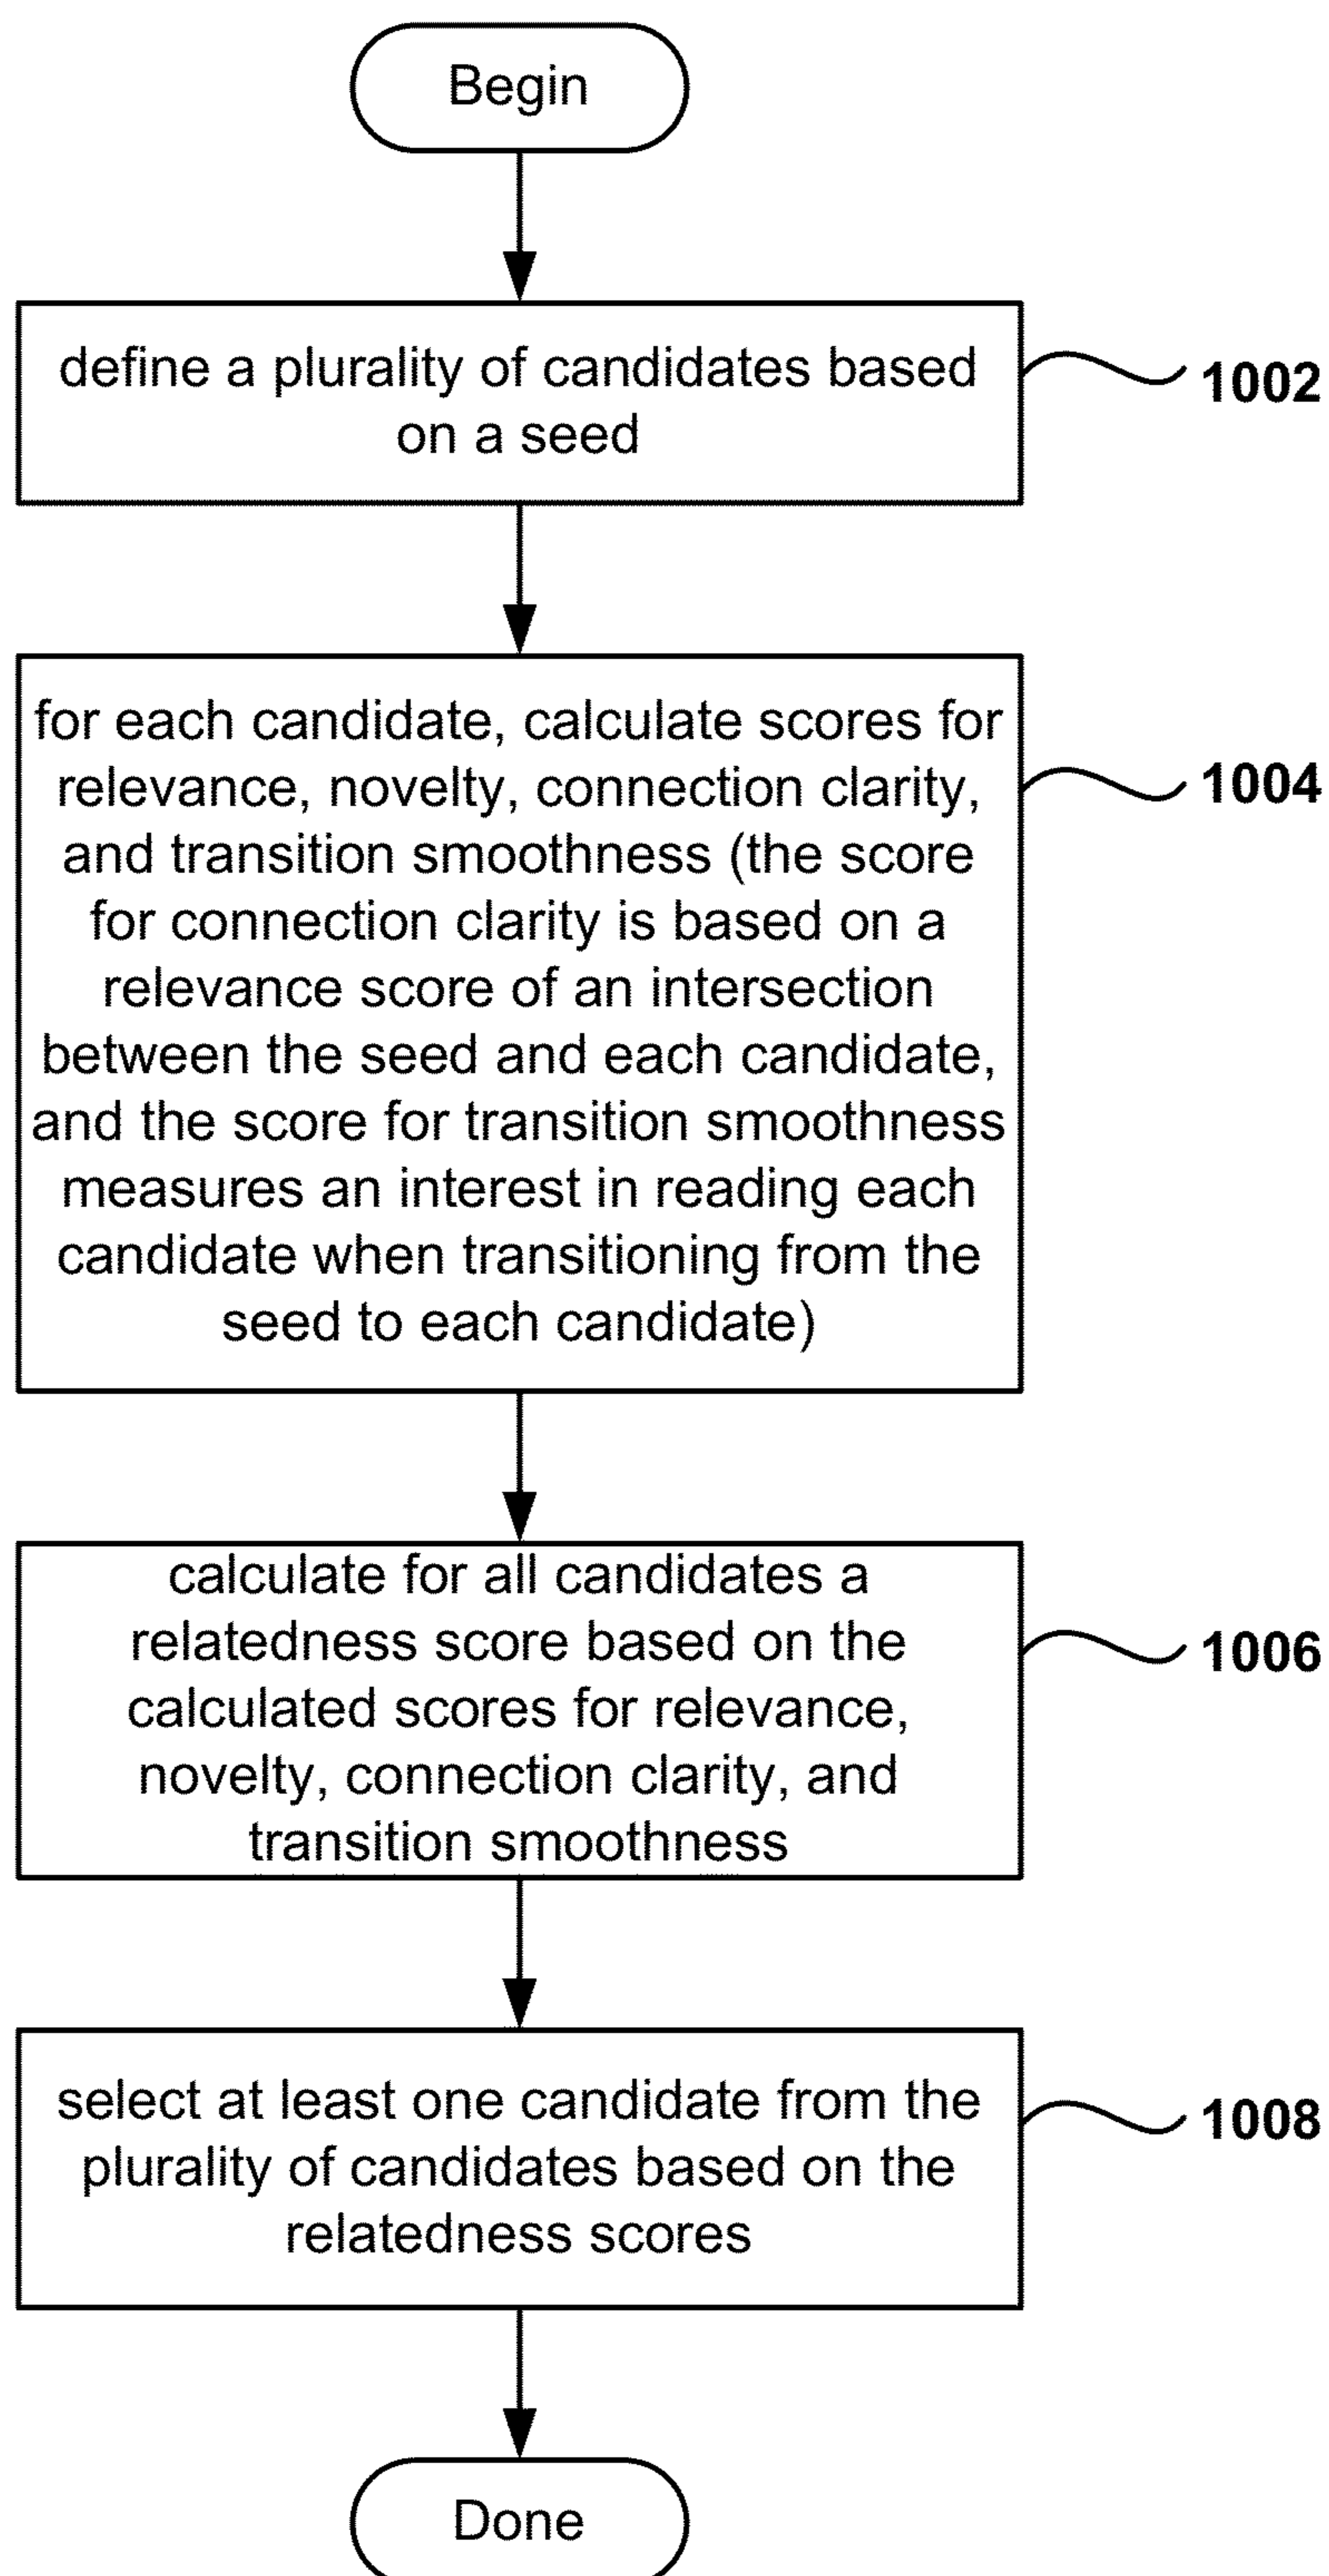 Begin
define a plurality of candidates based
on a seed
1002
for each candidate, calculate scores for
relevance, novelty, connection clarity,
and transition smoothness (the score
for connection clarity is based on a
relevance score of an intersection
between the seed and each candidate,
and the score for transition smoothness
measures an interest in reading each
candidate when transitioning from the
seed to each candidate)
1004
calculate for all candidates a
relatedness score based on the
calculated scores for relevance,
novelty, connection clarity, and
transition smoothness
1006
select at least one candidate from the
plurality of candidates based on the
relatedness scores
1008
Done